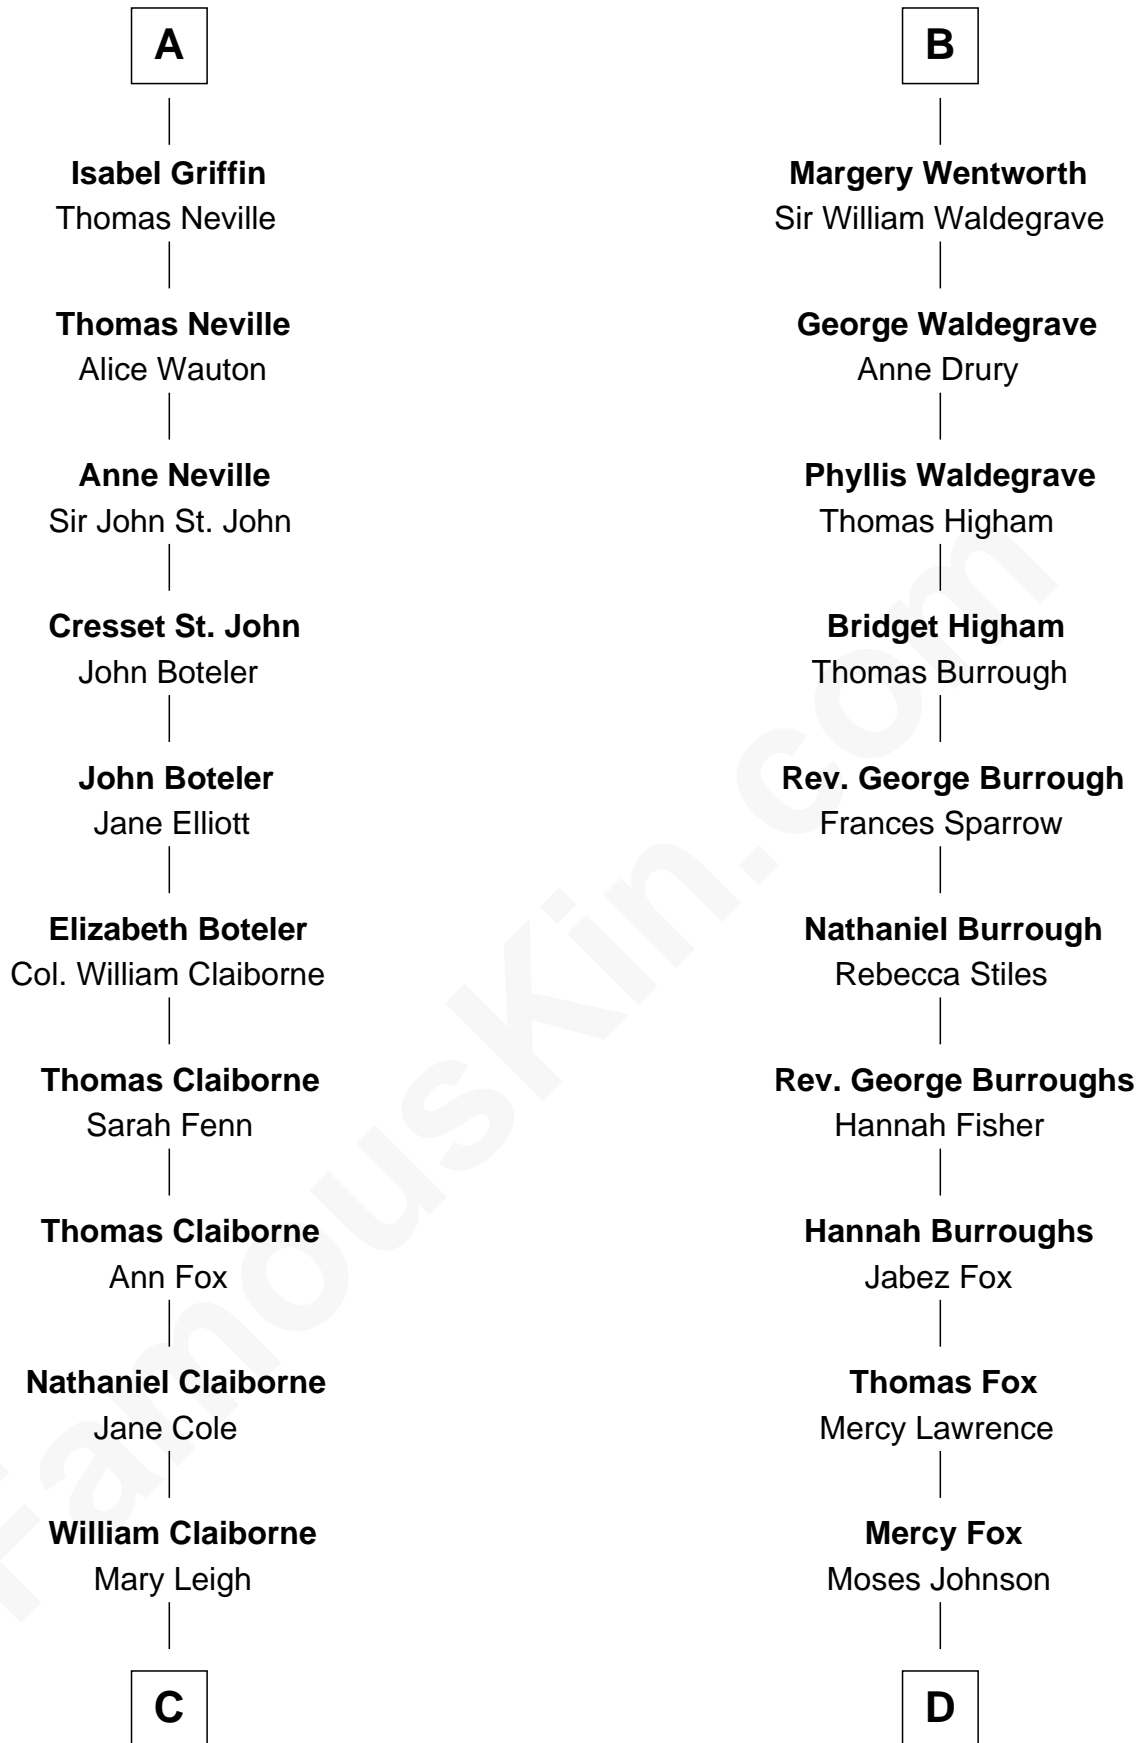 A
Isabel Griffin
Thomas Neville
Thomas Neville
Alice Wauton
Anne Neville
Sir John St. John
Cresset St. John
John Boteler
John Boteler
Jane Elliott
Elizabeth Boteler
Col. William Claiborne
Thomas Claiborne
Sarah Fenn
Thomas Claiborne
Ann Fox
Nathaniel Claiborne
Jane Cole
William Claiborne
Mary Leigh
C
B
Margery Wentworth
Sir William Waldegrave
George Waldegrave
Anne Drury
Phyllis Waldegrave
Thomas Higham
Bridget Higham
Thomas Burrough
Rev. George Burrough
Frances Sparrow
Nathaniel Burrough
Rebecca Stiles
Rev. George Burroughs
Hannah Fisher
Hannah Burroughs
Jabez Fox
Thomas Fox
Mercy Lawrence
Mercy Fox
Moses Johnson
D
FamousKin.com